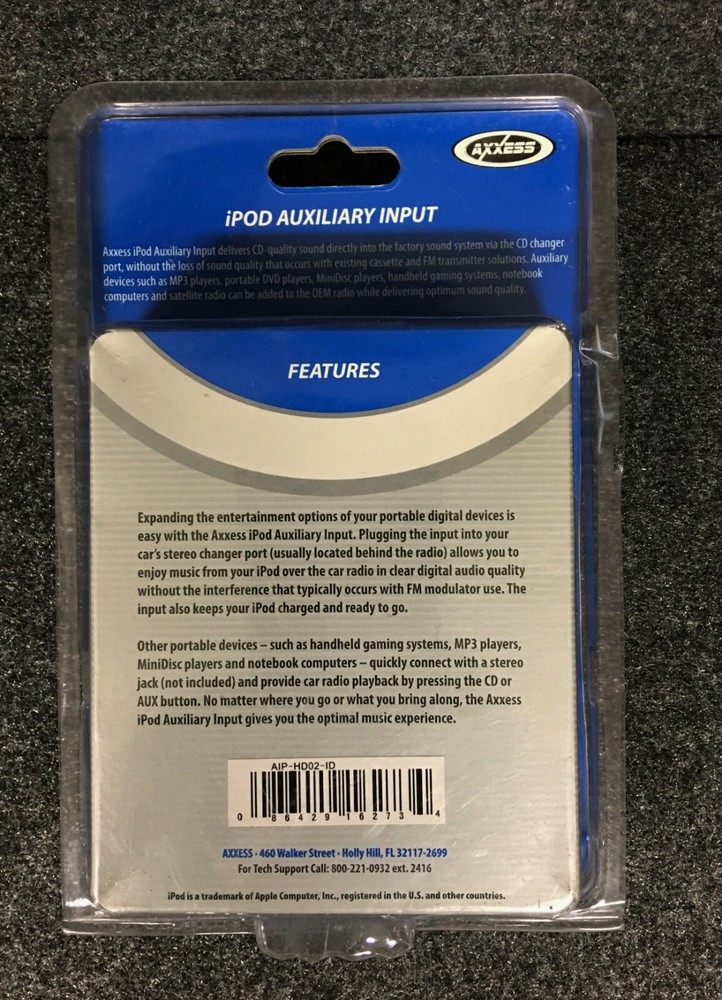 AXXESS
iPOD AUXILIARY INPUT
Axxess iPod Auxiliary Input delivers CD-quality sound directly into the factory sound system via the CD changer
port, without the loss of sound quality that occurs with existing cassette and FM transmitter solutions. Auxiliary
devices such as MP3 players, portable DVD players, MiniDisc players, handheld gaming systems, notebook
computers and satellite radio can be added to the OEM radio while delivering optimum sound quality.
FEATURES
Expanding the entertainment options of your portable digital devices is
easy with the Axxess iPod Auxiliary Input. Plugging the input into your
car's stereo changer port (usually located behind the radio) allows you to
enjoy music from your iPod over the car radio in clear digital audio quality
without the interference that typically occurs with FM modulator use. The
input also keeps your iPod charged and ready to go.
Other portable devices – such as handheld gaming systems, MP3 players,
MiniDisc players and notebook computers – quickly connect with a stereo
jack (not included) and provide car radio playback by pressing the CD or
AUX button. No matter where you go or what you bring along, the Axxess
iPod Auxiliary Input gives you the optimal music experience.
AIP-HD02-ID
0 86429 16273 4
AXXESS · 460 Walker Street · Holly Hill, FL 32117-2699
For Tech Support Call: 800-221-0932 ext. 2416
iPod is a trademark of Apple Computer, Inc., registered in the U.S. and other countries.